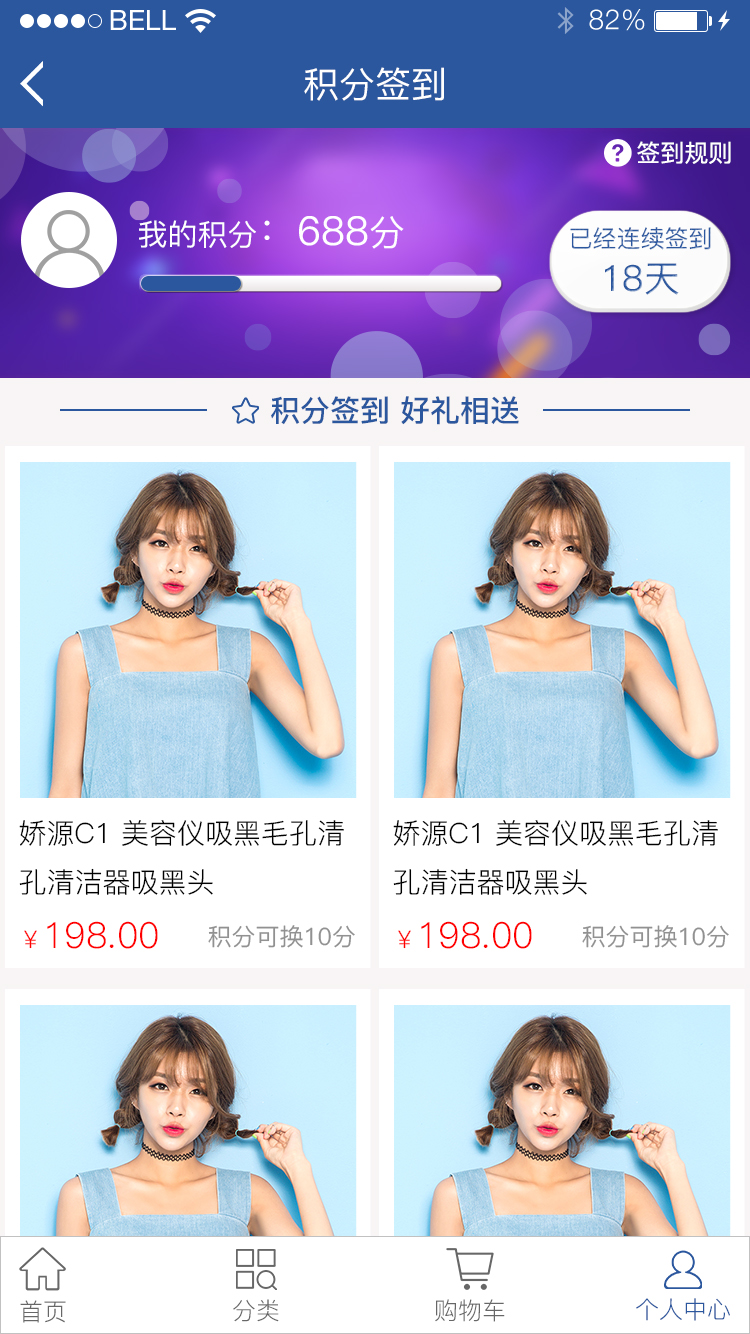 BELL 82%
积分签到
? 签到规则
我的积分： 688分
已经连续签到
18天
积分签到 好礼相送
娇源C1 美容仪吸黑毛孔清
孔清洁器吸黑头
¥198.00 积分可换10分
娇源C1 美容仪吸黑毛孔清
孔清洁器吸黑头
¥198.00 积分可换10分
首页 分类 购物车 个人中心